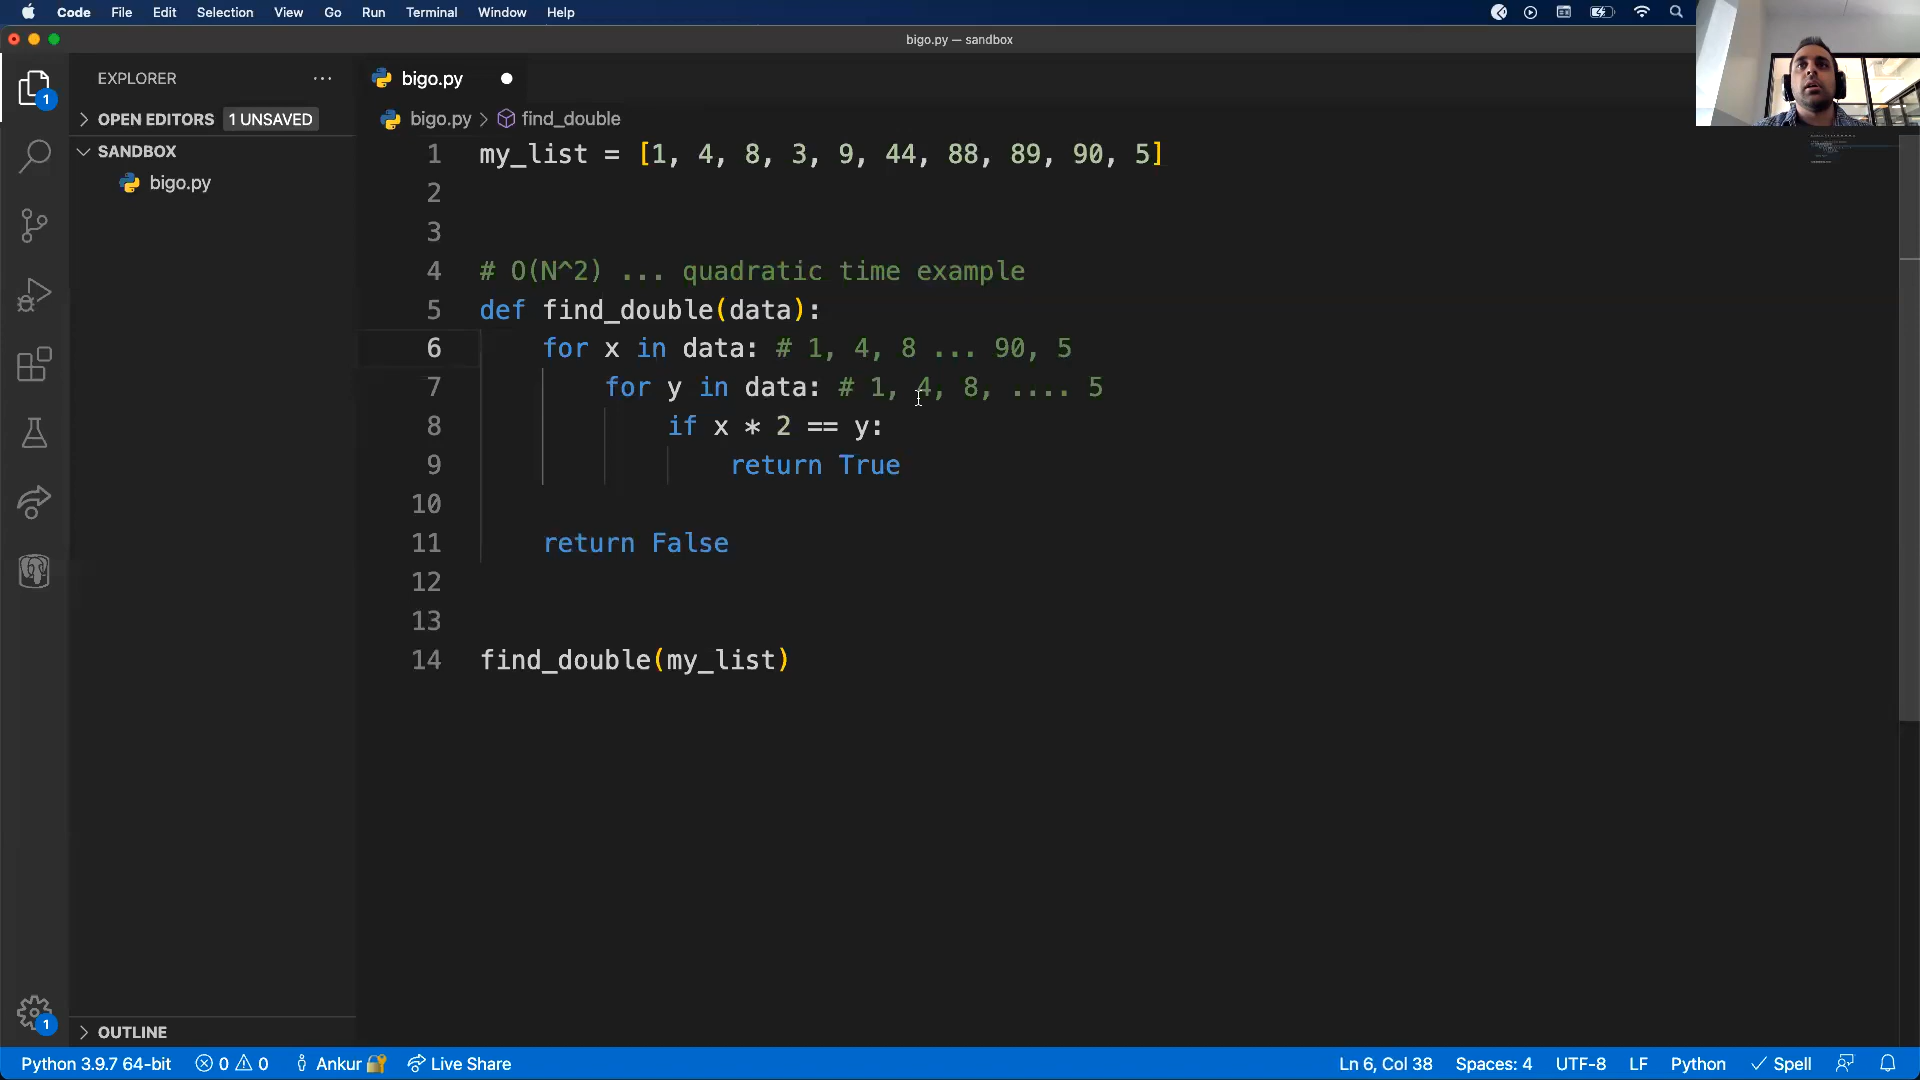 Code File Edit Selection View Go Run Terminal Window Help
bigo.py — sandbox
EXPLORER ...
bigo.py
1
OPEN EDITORS 1 UNSAVED
bigo.py > find_double
SANDBOX
bigo.py
1 my_list = [1, 4, 8, 3, 9, 44, 88, 89, 90, 5]
2
3
4 # O(N^2) ... quadratic time example
5 def find_double(data):
6 for x in data: # 1, 4, 8 ... 90, 5
7 for y in data: # 1, 4, 8, .... 5
8 if x * 2 == y:
9 return True
10
11 return False
12
13
14 find_double(my_list)
1
OUTLINE
Python 3.9.7 64-bit 0 0 Ankur Live Share Ln 6, Col 38 Spaces: 4 UTF-8 LF Python Spell